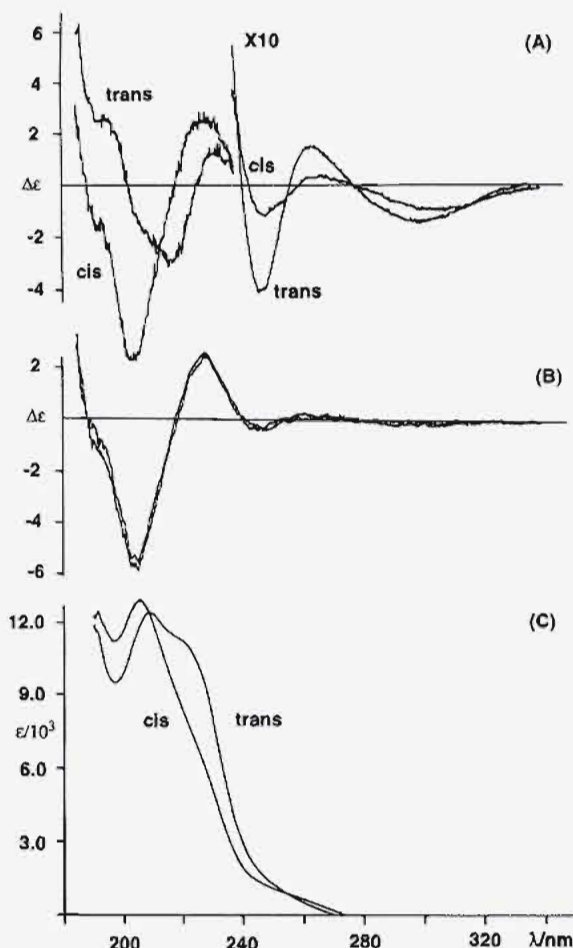 6
X10
(A)
4
trans
2
cis
Δε
-2
cis
-4
trans
2
(B)
Δε
-2
-4
-6
12.0
(C)
9.0
cis
trans
ε/10³
6.0
3.0
200
240
280
320
λ/nm